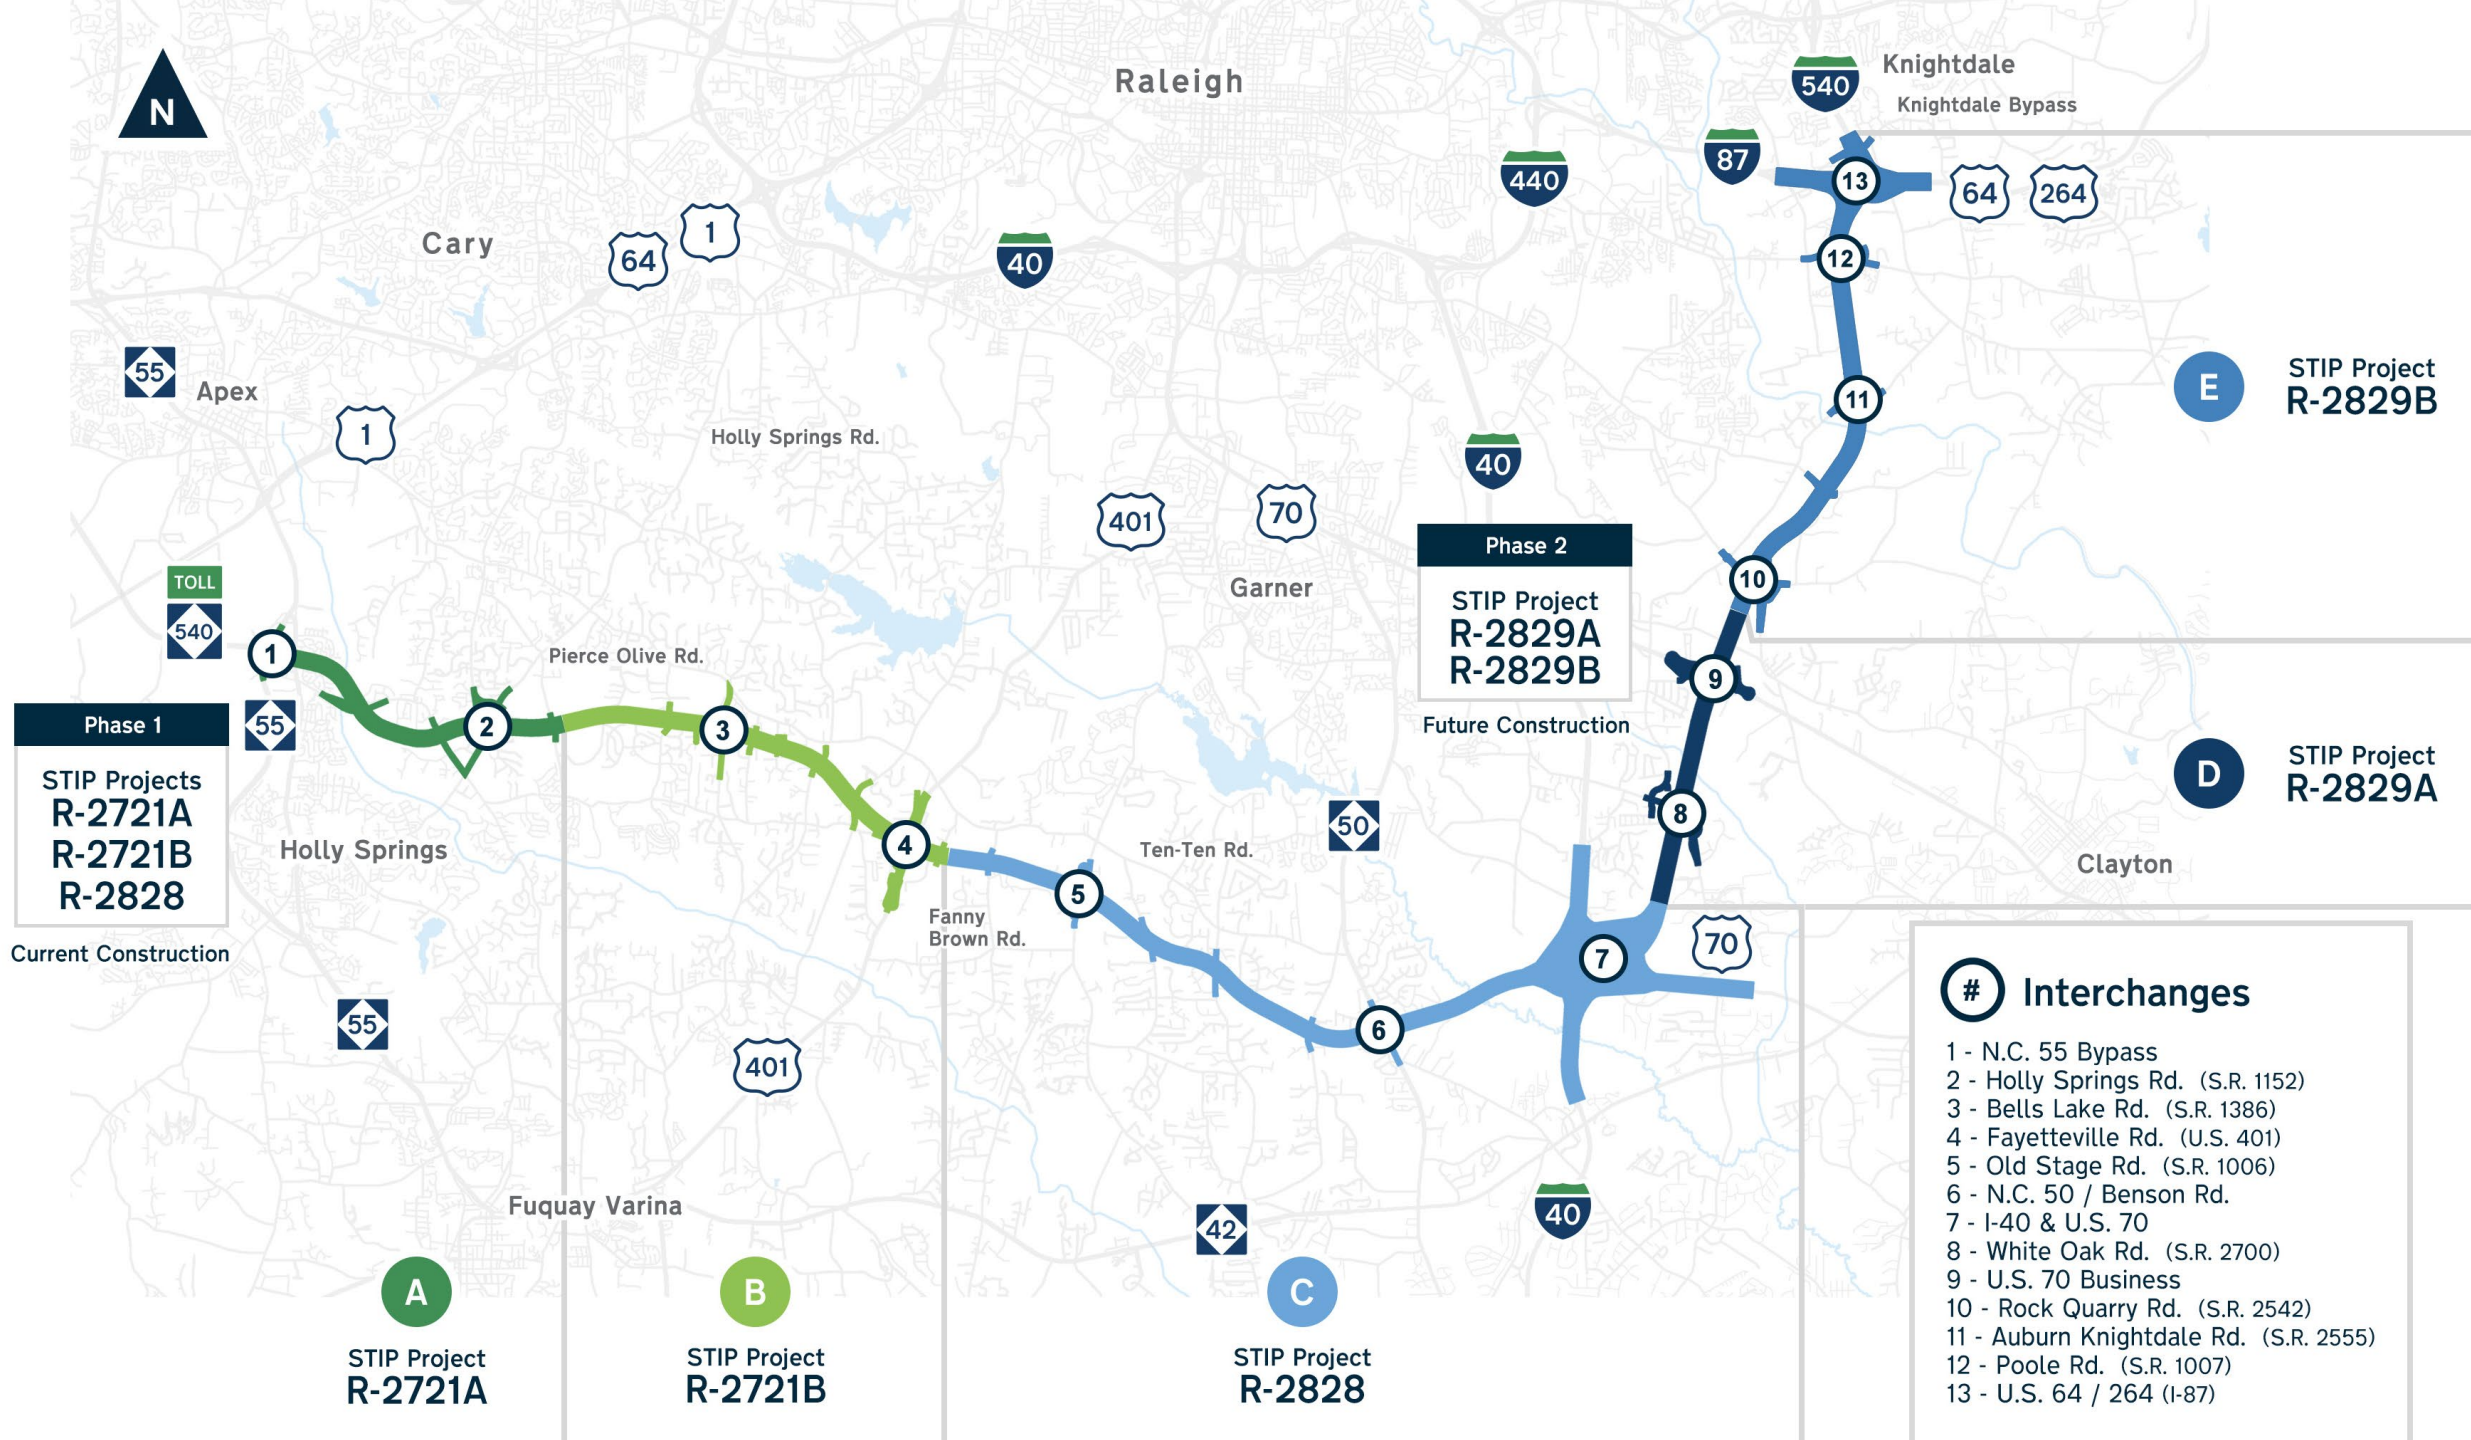 N
Raleigh
540
Knightdale
Knightdale Bypass
87
440
13
64
264
1
64
Cary
40
12
55
Apex
1
Holly Springs Rd.
11
E
STIP Project
R-2829B
40
401
70
Garner
Phase 2
STIP Project
R-2829A
R-2829B
Future Construction
10
TOLL
540
1
Pierce Olive Rd.
9
55
2
3
Phase 1
STIP Projects
R-2721A
R-2721B
R-2828
Current Construction
D
STIP Project
R-2829A
8
50
Holly Springs
4
Ten-Ten Rd.
Clayton
5
Fanny
Brown Rd.
70
7
6
55
401
Fuquay Varina
42
40
A
STIP Project
R-2721A
B
STIP Project
R-2721B
C
STIP Project
R-2828
# Interchanges
1 - N.C. 55 Bypass
2 - Holly Springs Rd. (S.R. 1152)
3 - Bells Lake Rd. (S.R. 1386)
4 - Fayetteville Rd. (U.S. 401)
5 - Old Stage Rd. (S.R. 1006)
6 - N.C. 50 / Benson Rd.
7 - I-40 & U.S. 70
8 - White Oak Rd. (S.R. 2700)
9 - U.S. 70 Business
10 - Rock Quarry Rd. (S.R. 2542)
11 - Auburn Knightdale Rd. (S.R. 2555)
12 - Poole Rd. (S.R. 1007)
13 - U.S. 64 / 264 (I-87)